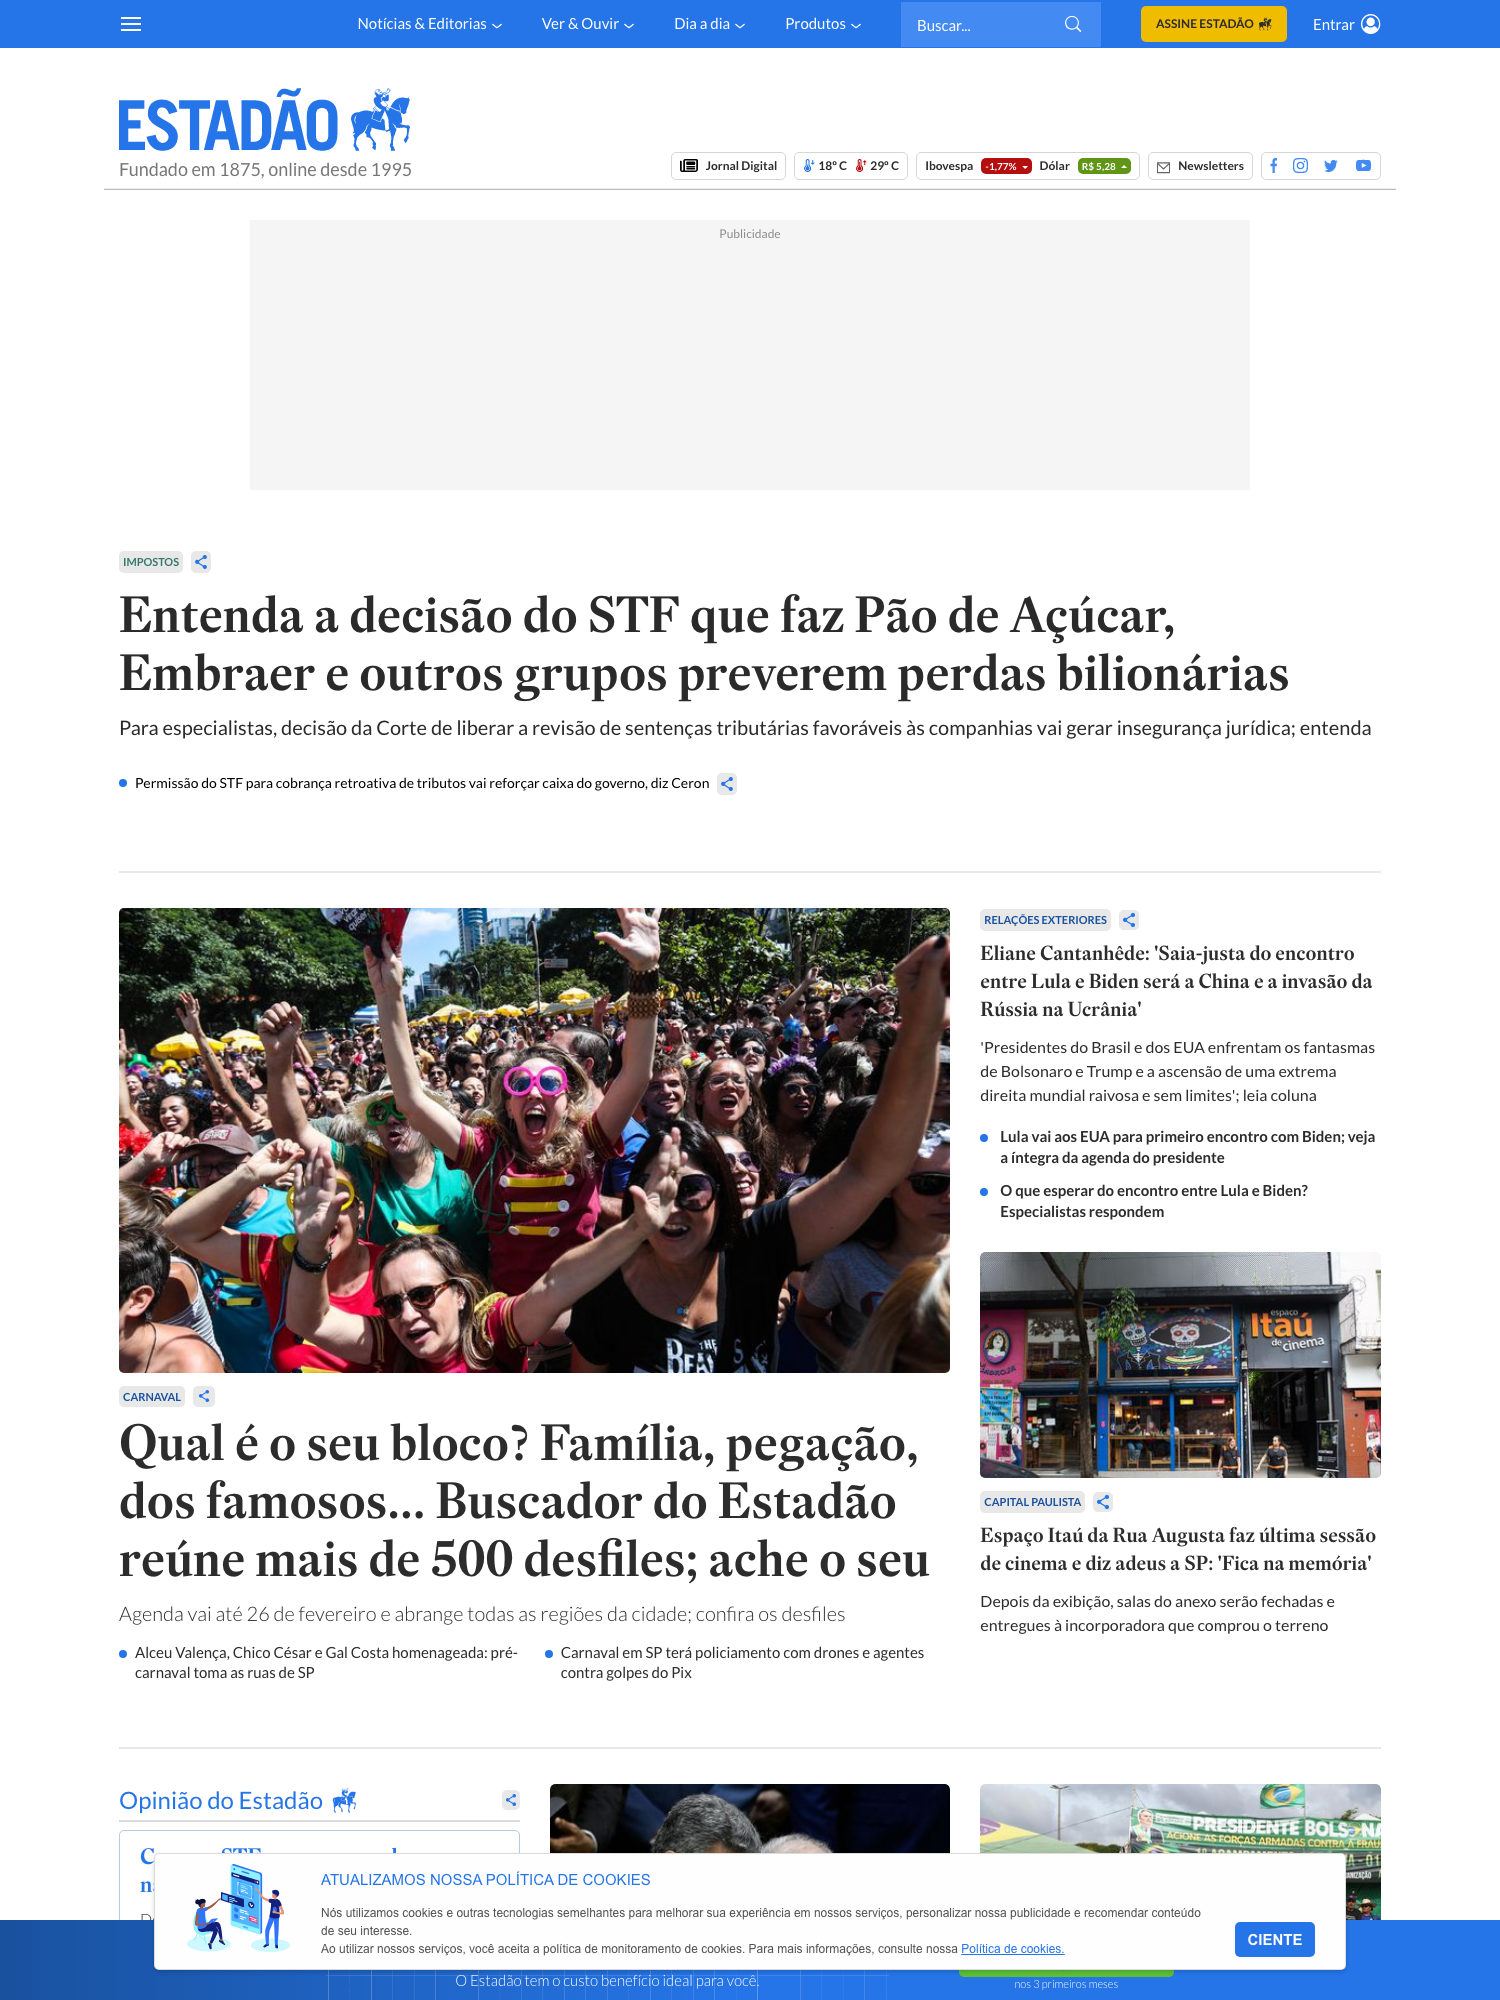 Notícias & Editorias
Ver & Ouvir
Dia a dia
Produtos
Buscar...
ASSINE ESTADÃO
Entrar
ESTADÃO
Fundado em 1875, online desde 1995
Jornal Digital
18º C 29º C
Ibovespa -1,77% Dólar R$ 5,28
Newsletters
Publicidade
IMPOSTOS
Entenda a decisão do STF que faz Pão de Açúcar,
Embraer e outros grupos preverem perdas bilionárias
Para especialistas, decisão da Corte de liberar a revisão de sentenças tributárias favoráveis às companhias vai gerar insegurança jurídica; entenda
Permissão do STF para cobrança retroativa de tributos vai reforçar caixa do governo, diz Ceron
THE
BEA
CARNAVAL
Qual é o seu bloco? Família, pegação,
dos famosos... Buscador do Estadão
reúne mais de 500 desfiles; ache o seu
Agenda vai até 26 de fevereiro e abrange todas as regiões da cidade; confira os desfiles
Alceu Valença, Chico César e Gal Costa homenageada: pré-
carnaval toma as ruas de SP
Carnaval em SP terá policiamento com drones e agentes
contra golpes do Pix
RELAÇÕES EXTERIORES
Eliane Cantanhêde: 'Saia-justa do encontro
entre Lula e Biden será a China e a invasão da
Rússia na Ucrânia'
'Presidentes do Brasil e dos EUA enfrentam os fantasmas
de Bolsonaro e Trump e a ascensão de uma extrema
direita mundial raivosa e sem limites'; leia coluna
Lula vai aos EUA para primeiro encontro com Biden; veja
a íntegra da agenda do presidente
O que esperar do encontro entre Lula e Biden?
Especialistas respondem
espaço
Itaú
de cinema
CAPITAL PAULISTA
Espaço Itaú da Rua Augusta faz última sessão
de cinema e diz adeus a SP: 'Fica na memória'
Depois da exibição, salas do anexo serão fechadas e
entregues à incorporadora que comprou o terreno
Opinião do Estadão
PRESIDENTE BOLSONA
ACIONE AS FORÇAS ARMADAS CONTRA A FRAU
ATUALIZAMOS NOSSA POLÍTICA DE COOKIES
Nós utilizamos cookies e outras tecnologias semelhantes para melhorar sua experiência em nossos serviços, personalizar nossa publicidade e recomendar conteúdo
de seu interesse.
Ao utilizar nossos serviços, você aceita a política de monitoramento de cookies. Para mais informações, consulte nossa Política de cookies.
CIENTE
O Estadão tem o custo benefício ideal para você.
nos 3 primeiros meses